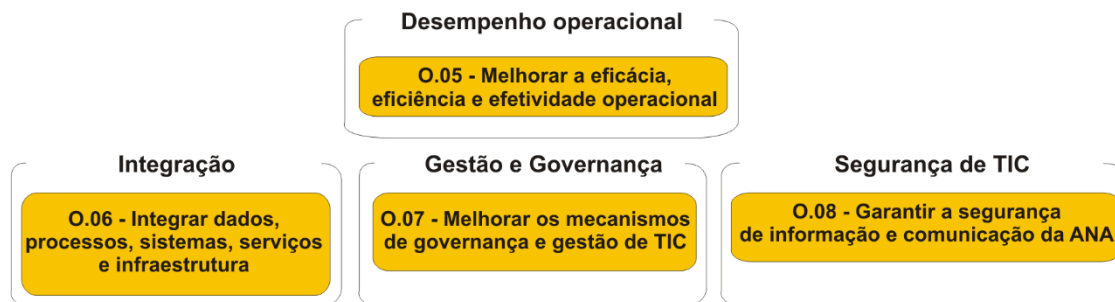 Desempenho operacional
O.05 - Melhorar a eficácia,
eficiência e efetividade operacional
Integração
O.06 - Integrar dados,
processos, sistemas, serviços
e infraestrutura
Gestão e Governança
O.07 - Melhorar os mecanismos
de governança e gestão de TIC
Segurança de TIC
O.08 - Garantir a segurança
de informação e comunicação da ANA